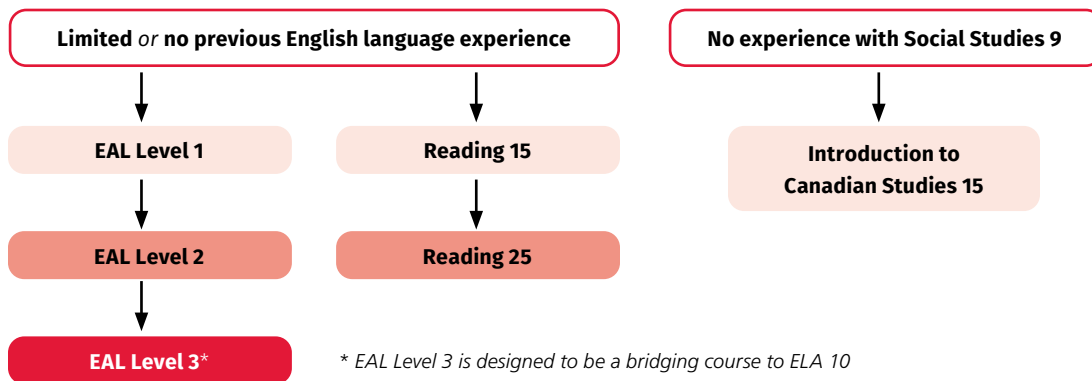 Limited or no previous English language experience
No experience with Social Studies 9
EAL Level 1
Reading 15
Introduction to
Canadian Studies 15
EAL Level 2
Reading 25
EAL Level 3*
* EAL Level 3 is designed to be a bridging course to ELA 10